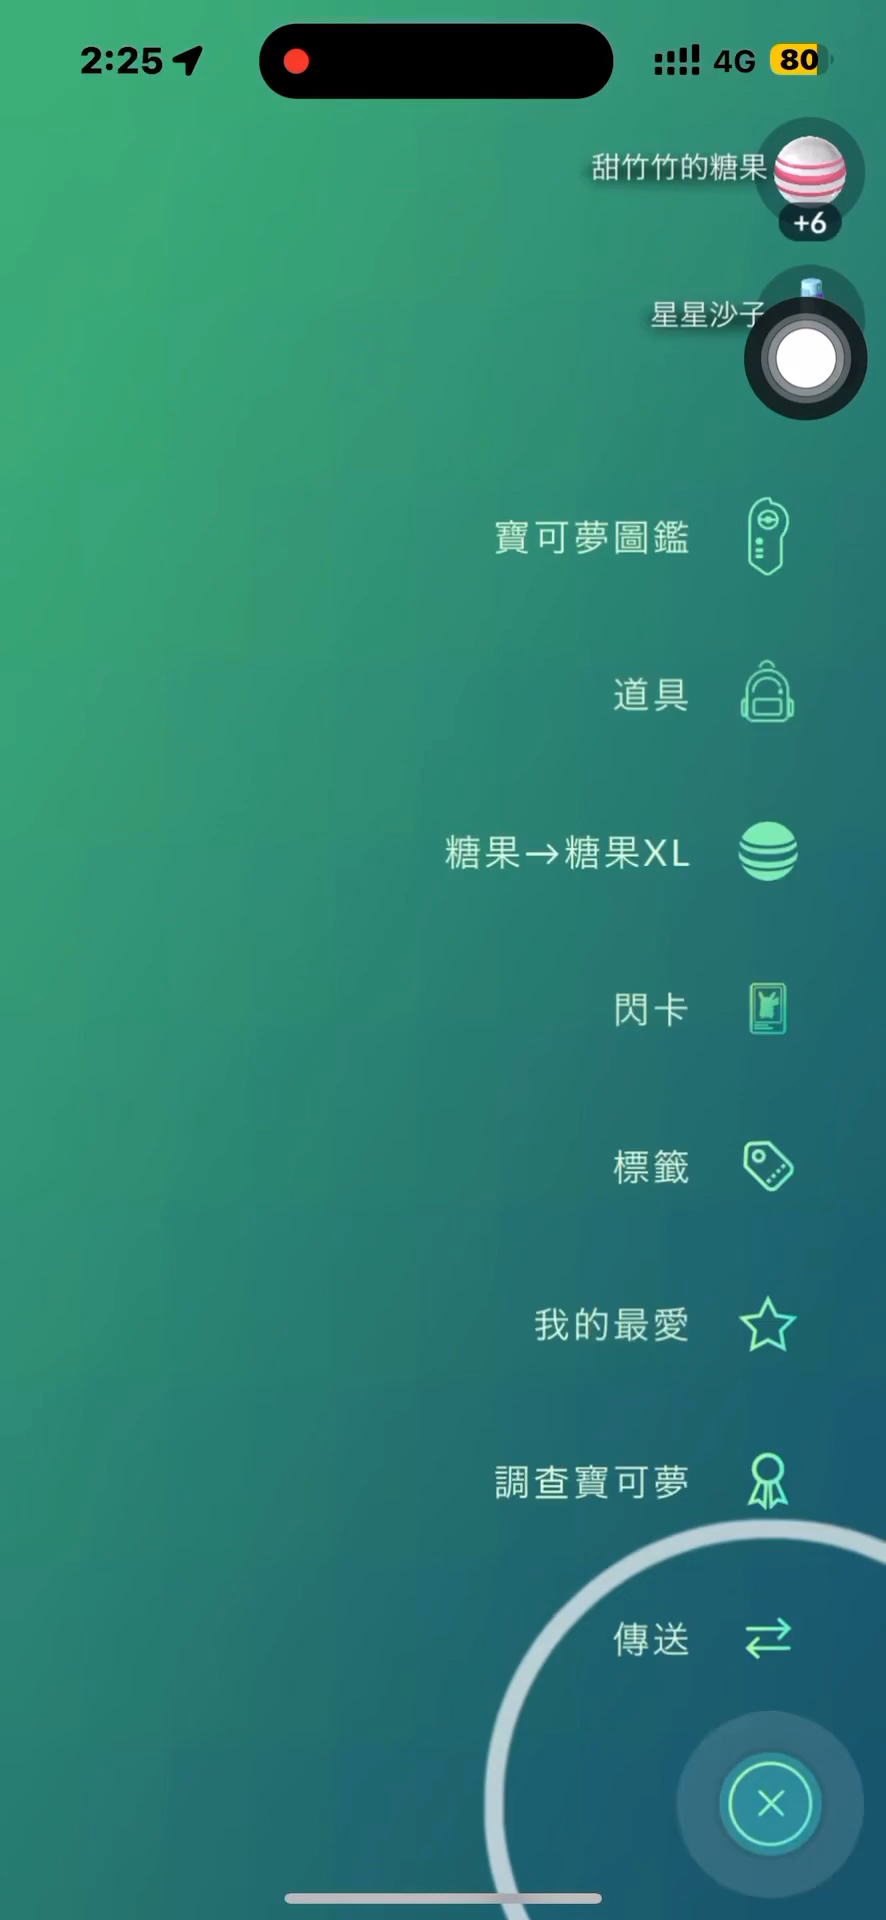 2:25
4G
80
甜竹竹的糖果
+6
星星沙子
寶可夢圖鑑
道具
糖果→糖果XL
閃卡
標籤
我的最愛
調查寶可夢
傳送